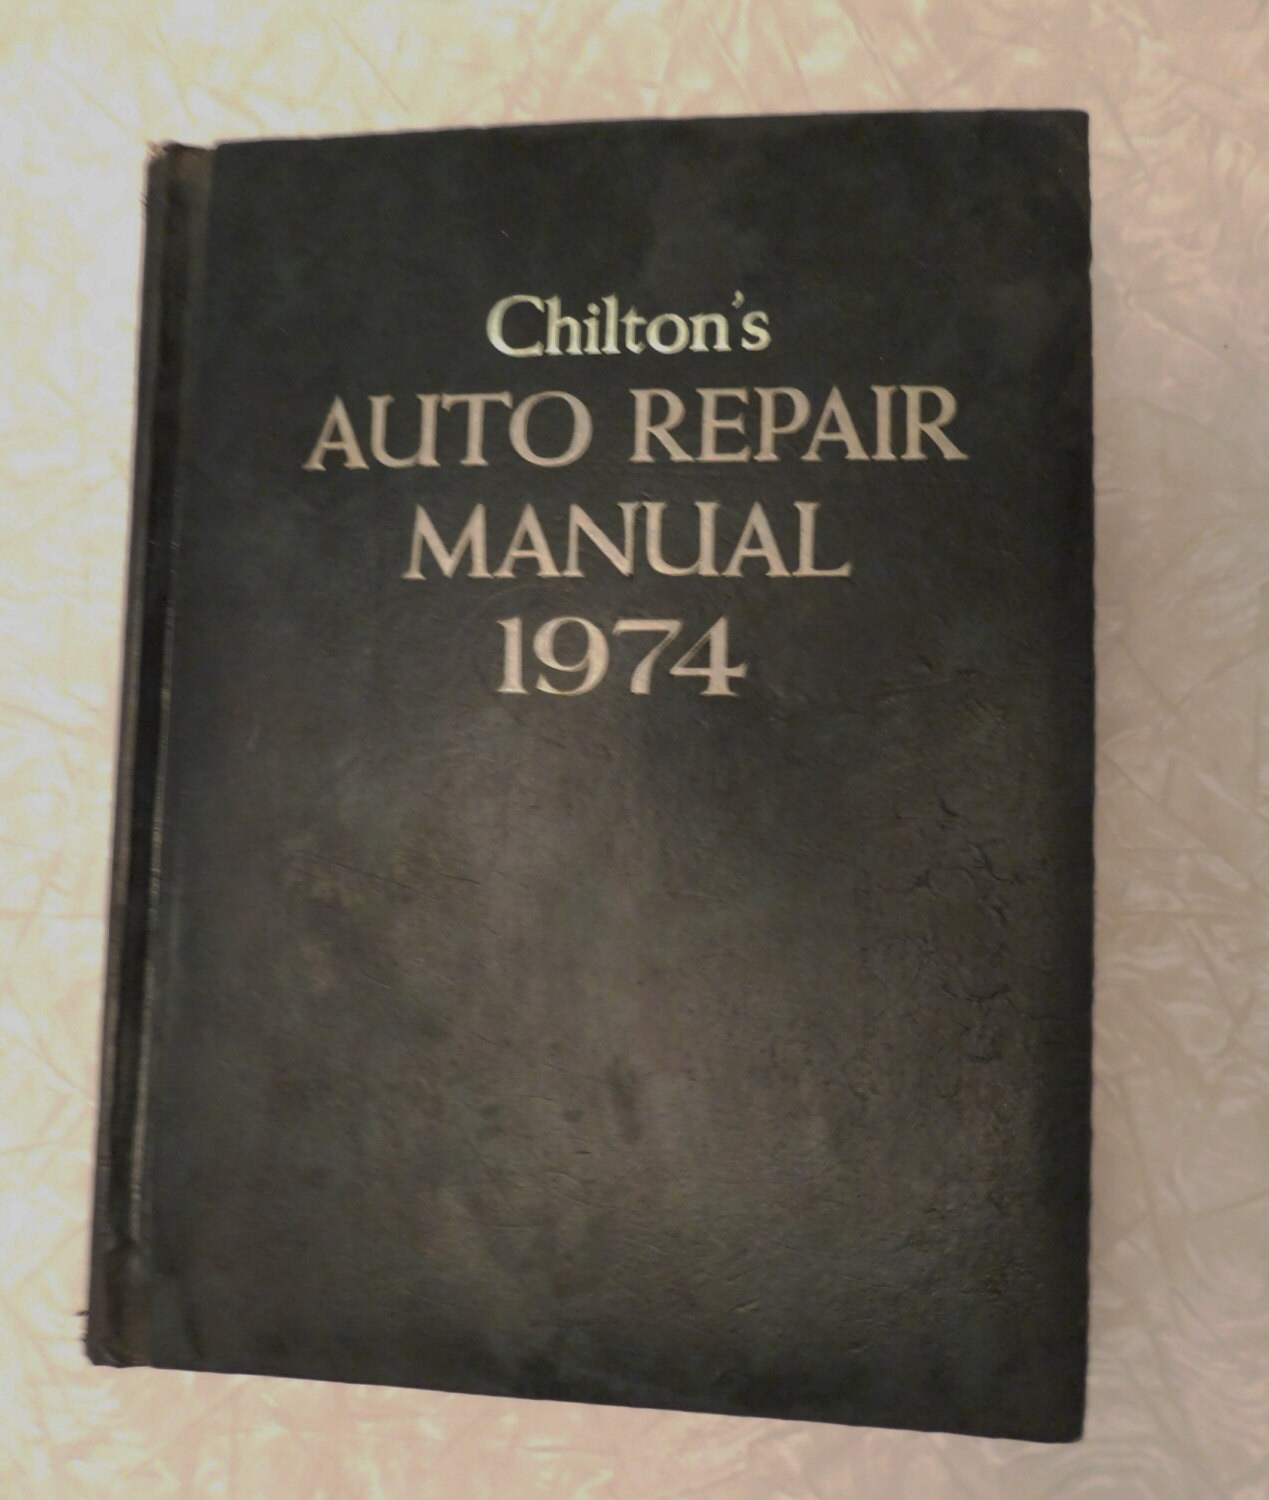 Chilton's
AUTO REPAIR
MANUAL
1974